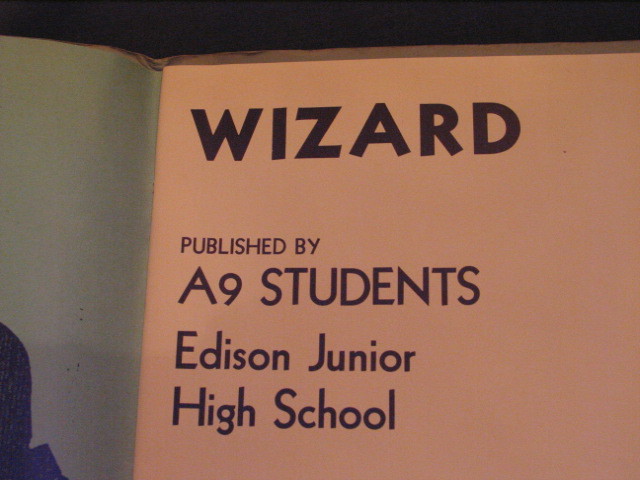 WIZARD
PUBLISHED BY
A9 STUDENTS
Edison Junior
High School